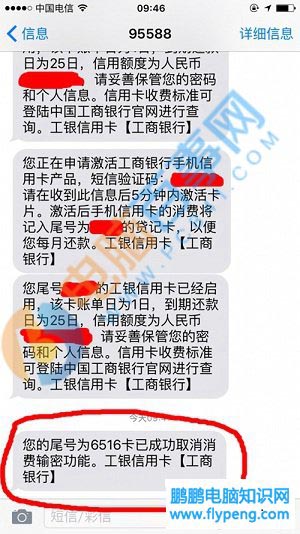 中国电信 09:46
信息 95588 详细信息
日为25日，信用额度为人民币
请妥善保管您的密码
和个人信息。信用卡收费标准可
登陆中国工商银行官网进行查
询。工银信用卡【工商银行】
您正在申请激活工商银行手机信
用卡产品，短信验证码：
请在收到此信息后5分钟内激活卡
片。激活后手机信用卡的消费将
记入尾号为 的贷记卡，以便
您每月还款。工银信用卡【工商
银行】
您尾号 的工银信用卡已经启
用，该卡账单日为1日，到期还款
日为25日，信用额度为人民币
请妥善保管您的密
码和个人信息。信用卡收费标准
可登陆中国工商银行官网进行查
询。工银信用卡【工商银行】
您的尾号为6516卡已成功取消消
费输密功能。工银信用卡【工商
银行】
短信/彩信
鹏鹏电脑知识网
www.flypeng.com